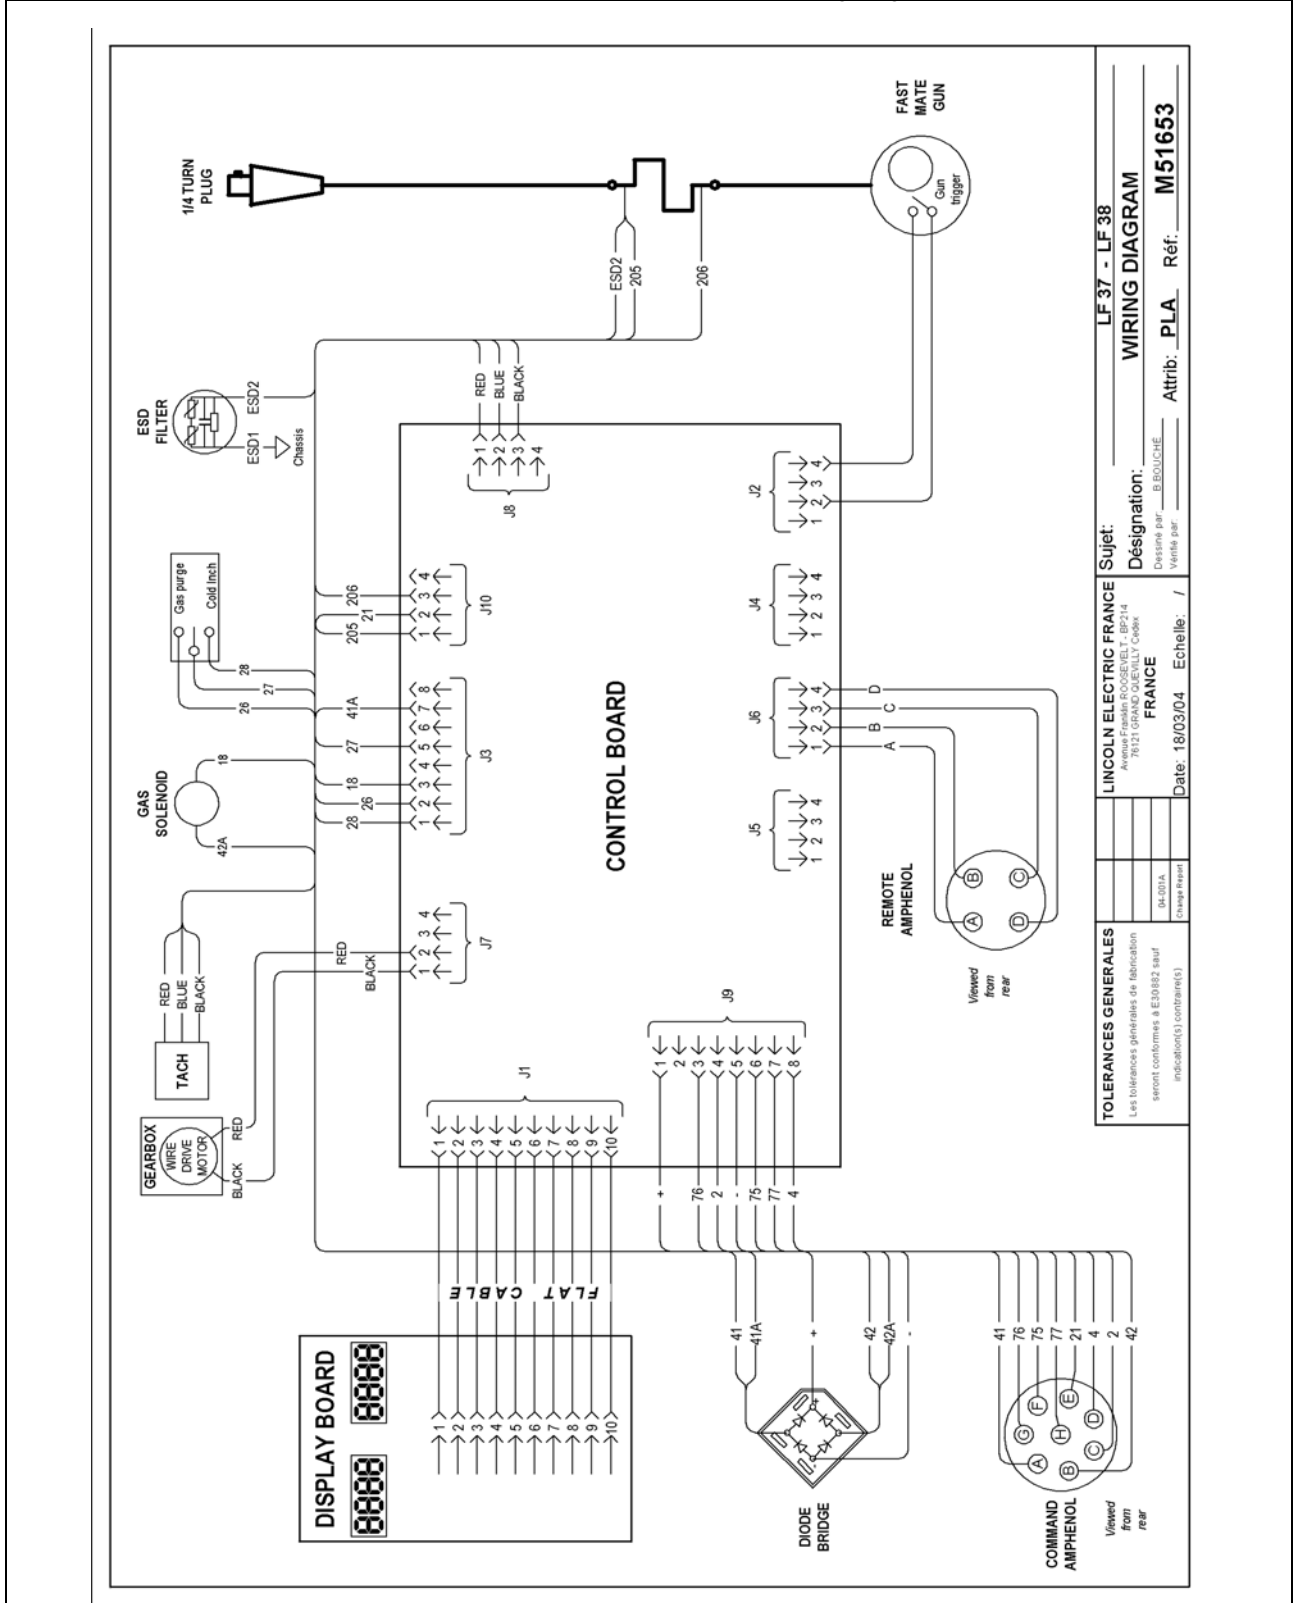 1/4 TURN
PLUG
FAST
MATE
GUN
Gun
trigger
ESD2
205
206
ESD
FILTER
ESD1
ESD2
Chassis
RED
BLUE
BLACK
1
2
3
4
J8
Gas purge
Cold Inch
26
27
28
GAS
SOLENOID
18
42A
TACH
RED
BLUE
BLACK
GEARBOX
WIRE
DRIVE
MOTOR
RED
BLACK
205
21
206
1 2 3 4
J10
28
26
18
27
41A
1 2 3 4 5 6 7 8
J3
RED
BLACK
1 2 3 4
J7
CONTROL BOARD
J2
1 2 3 4
J4
1 2 3 4
J6
1 2 3 4
A
B
C
D
J5
1 2 3 4
REMOTE
AMPHENOL
A
B
C
D
Viewed
from
rear
J1
1
2
3
4
5
6
7
8
9
10
J9
1
2
3
4
5
6
7
8
+
76
2
-
75
77
4
FLAT CABLE
DISPLAY BOARD
8888 8888
1
2
3
4
5
6
7
8
9
10
DIODE
BRIDGE
41
41A
+
42
42A
-
+
-
COMMAND
AMPHENOL
Viewed
from
rear
A
B
C
D
E
F
G
H
41
76
75
77
21
4
2
42
TOLERANCES GENERALES
Les tolérances générales de fabrication
seront conformes à E30882 sauf
indication(s) contraire(s)
04-001A
Change Report
LINCOLN ELECTRIC FRANCE
Avenue Franklin ROOSEVELT - BP214
76121 GRAND QUEVILLY Cedex
FRANCE
Date: 18/03/04 Echelle: /
Sujet: LF 37 - LF 38
Désignation: WIRING DIAGRAM
Dessiné par: B.BOUCHÉ
Vérifié par:
Attrib: PLA Réf: M51653